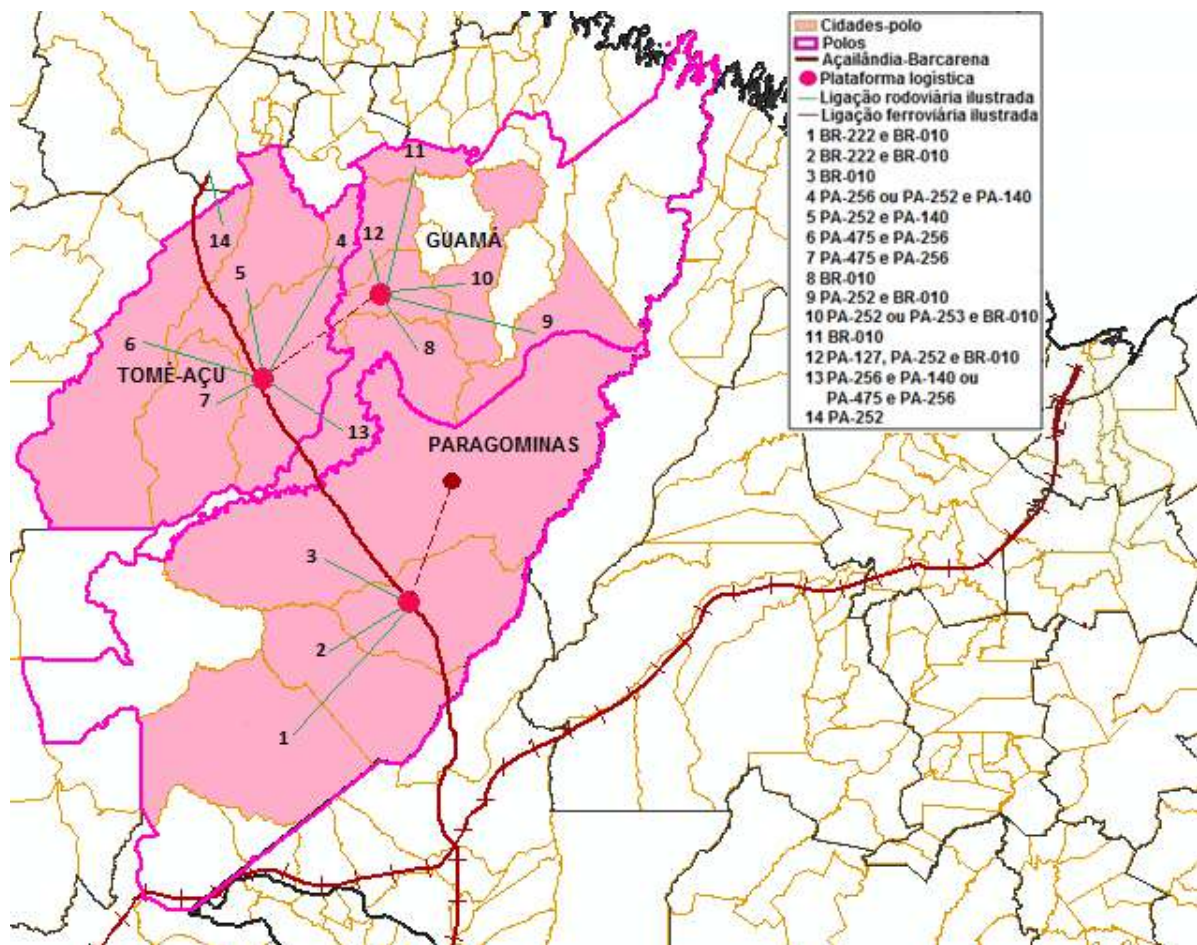 Cidades-polo
Polos
Açailândia-Barcarena
Plataforma logística
Ligação rodoviária ilustrada
Ligação ferroviária ilustrada
1 BR-222 e BR-010
2 BR-222 e BR-010
3 BR-010
4 PA-256 ou PA-252 e PA-140
5 PA-252 e PA-140
6 PA-475 e PA-256
7 PA-475 e PA-256
8 BR-010
9 PA-252 e BR-010
10 PA-252 ou PA-253 e BR-010
11 BR-010
12 PA-127, PA-252 e BR-010
13 PA-256 e PA-140 ou
PA-475 e PA-256
14 PA-252
11
14
12
4
GUAMÁ
5
10
9
6
8
TOMÉ-AÇU
7
13
PARAGOMINAS
3
2
1